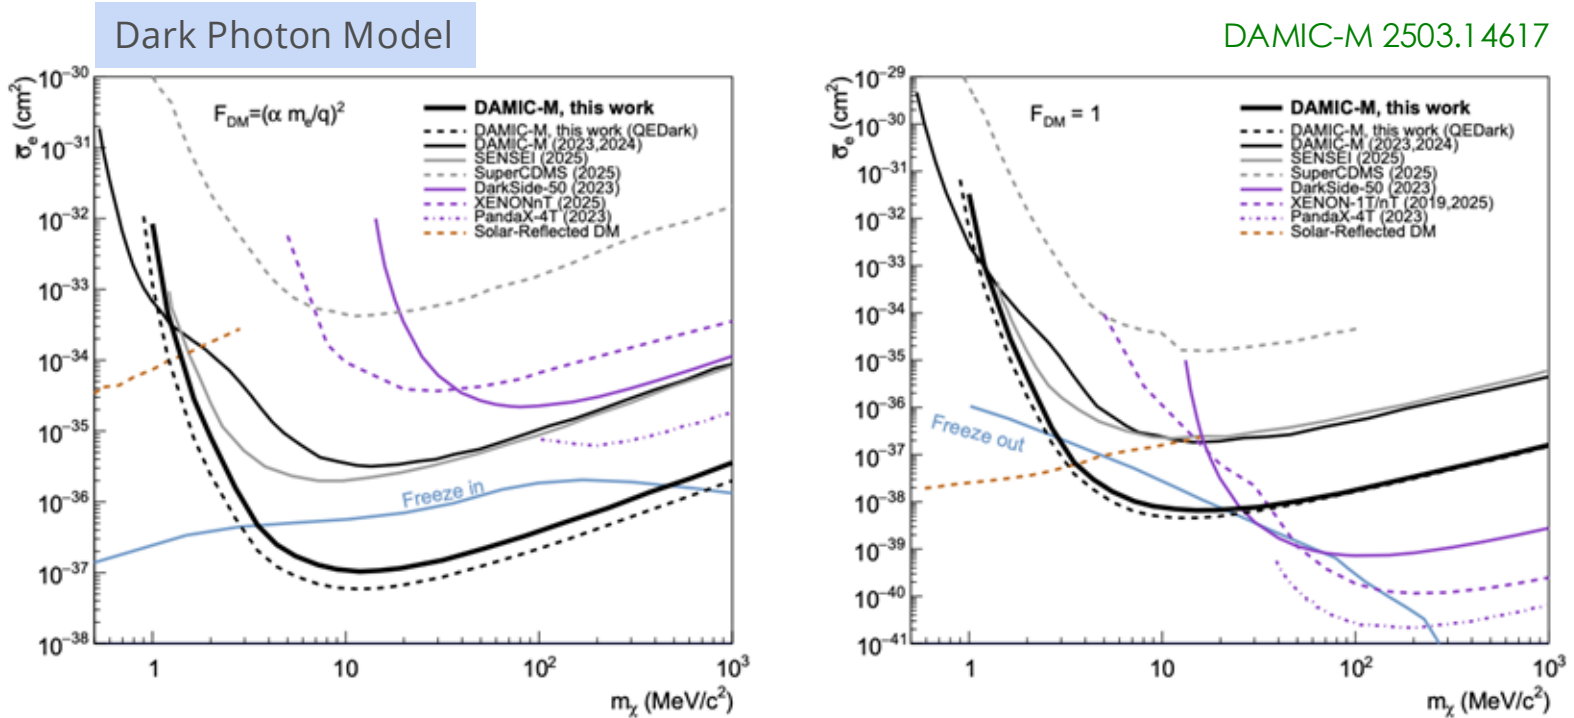 Dark Photon Model
DAMIC-M 2503.14617
σ̅e (cm²)
10⁻³⁰
10⁻³¹
10⁻³²
10⁻³³
10⁻³⁴
10⁻³⁵
10⁻³⁶
10⁻³⁷
10⁻³⁸
F_DM=(α mₑ/q)²
DAMIC-M, this work
DAMIC-M, this work (QEDark)
DAMIC-M (2023,2024)
SENSEI (2025)
SuperCDMS (2025)
DarkSide-50 (2023)
XENONnT (2025)
PandaX-4T (2023)
Solar-Reflected DM
Freeze in
1
10
10²
10³
mχ (MeV/c²)
σ̅e (cm²)
10⁻²⁹
10⁻³⁰
10⁻³¹
10⁻³²
10⁻³³
10⁻³⁴
10⁻³⁵
10⁻³⁶
10⁻³⁷
10⁻³⁸
10⁻³⁹
10⁻⁴⁰
10⁻⁴¹
F_DM = 1
DAMIC-M, this work
DAMIC-M, this work (QEDark)
DAMIC-M (2023,2024)
SENSEI (2025)
SuperCDMS (2025)
DarkSide-50 (2023)
XENON-1T/nT (2019,2025)
PandaX-4T (2023)
Solar-Reflected DM
Freeze out
1
10
10²
10³
mχ (MeV/c²)